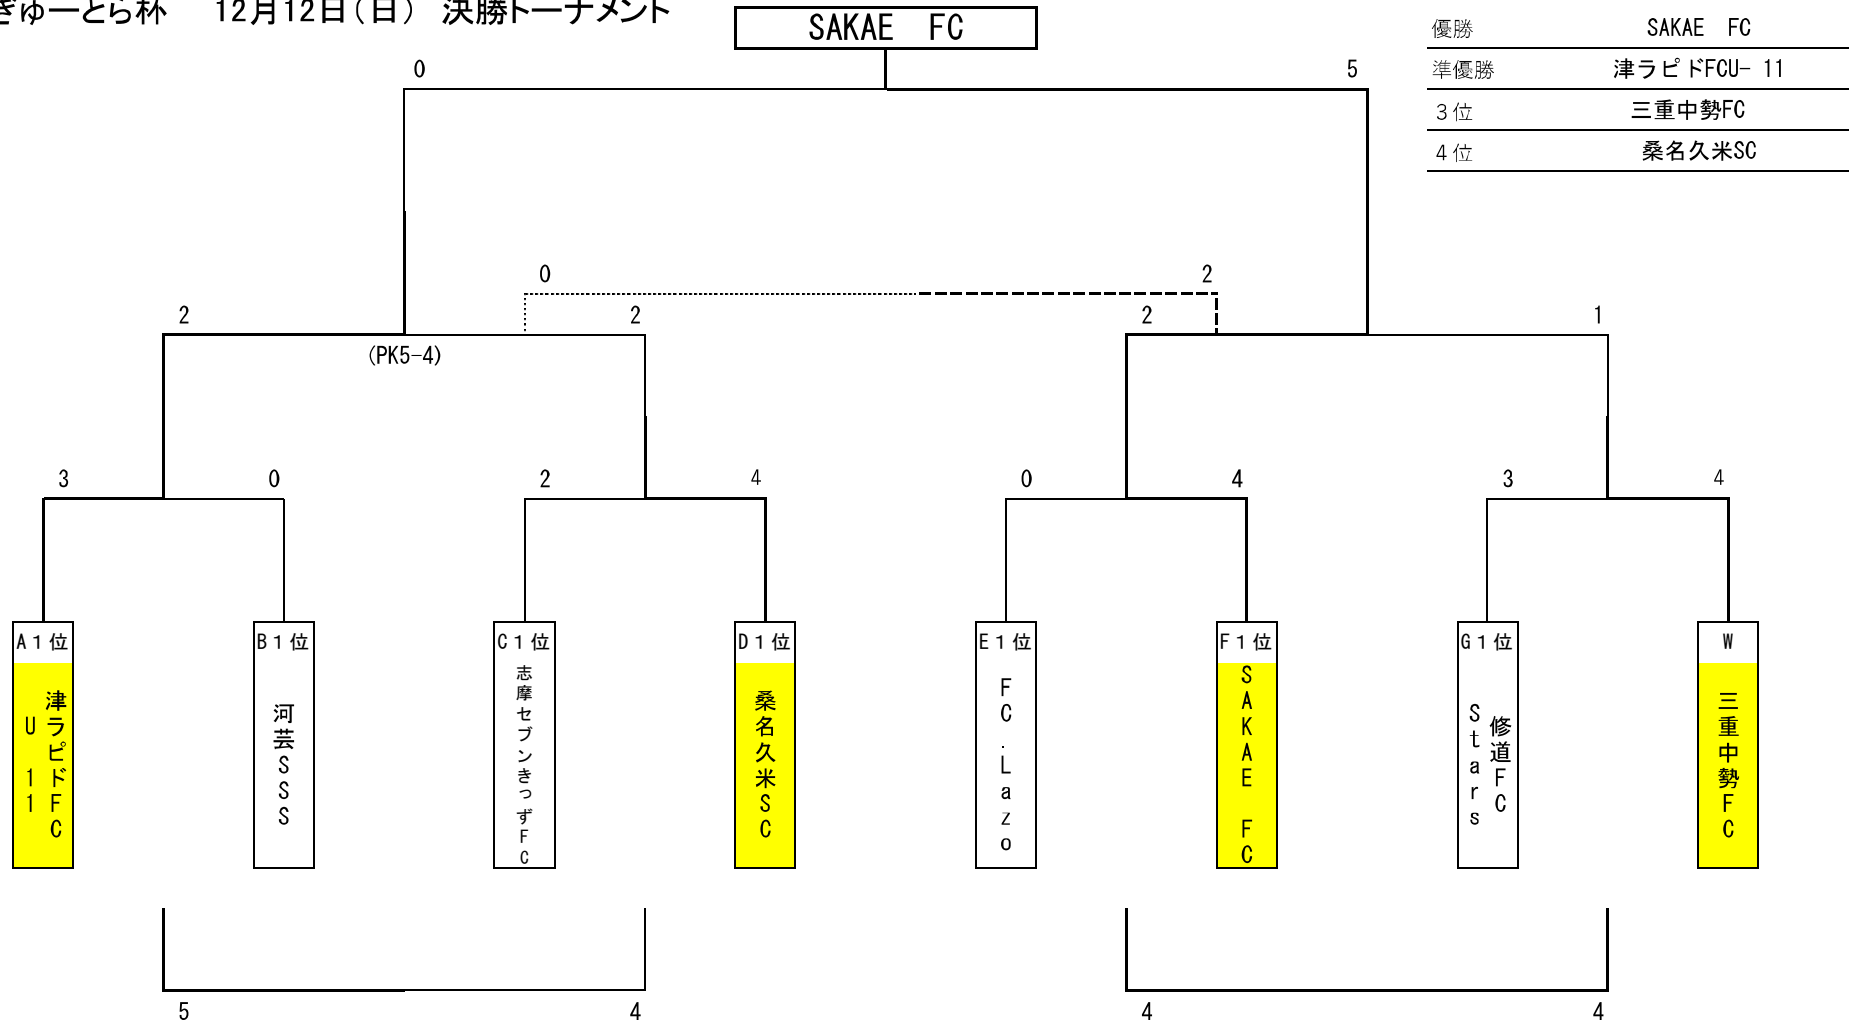 ぎゅーとら杯　12月12日(日)　決勝トーナメント
SAKAE　FC
優勝　SAKAE　FC
準優勝　津ラピドFCU- 11
3位　三重中勢FC
4位　桑名久米SC
0
5
0
2
2
2
2
1
(PK5-4)
3
0
2
4
0
4
3
4
A1位
B1位
C1位
D1位
E1位
F1位
G1位
W
津ラピドFC
U 11
河芸SSS
志摩セブンきっずFC
桑名久米SC
FC.Lazo
SAKAE　FC
修道FC
Stars
三重中勢FC
5
4
4
4